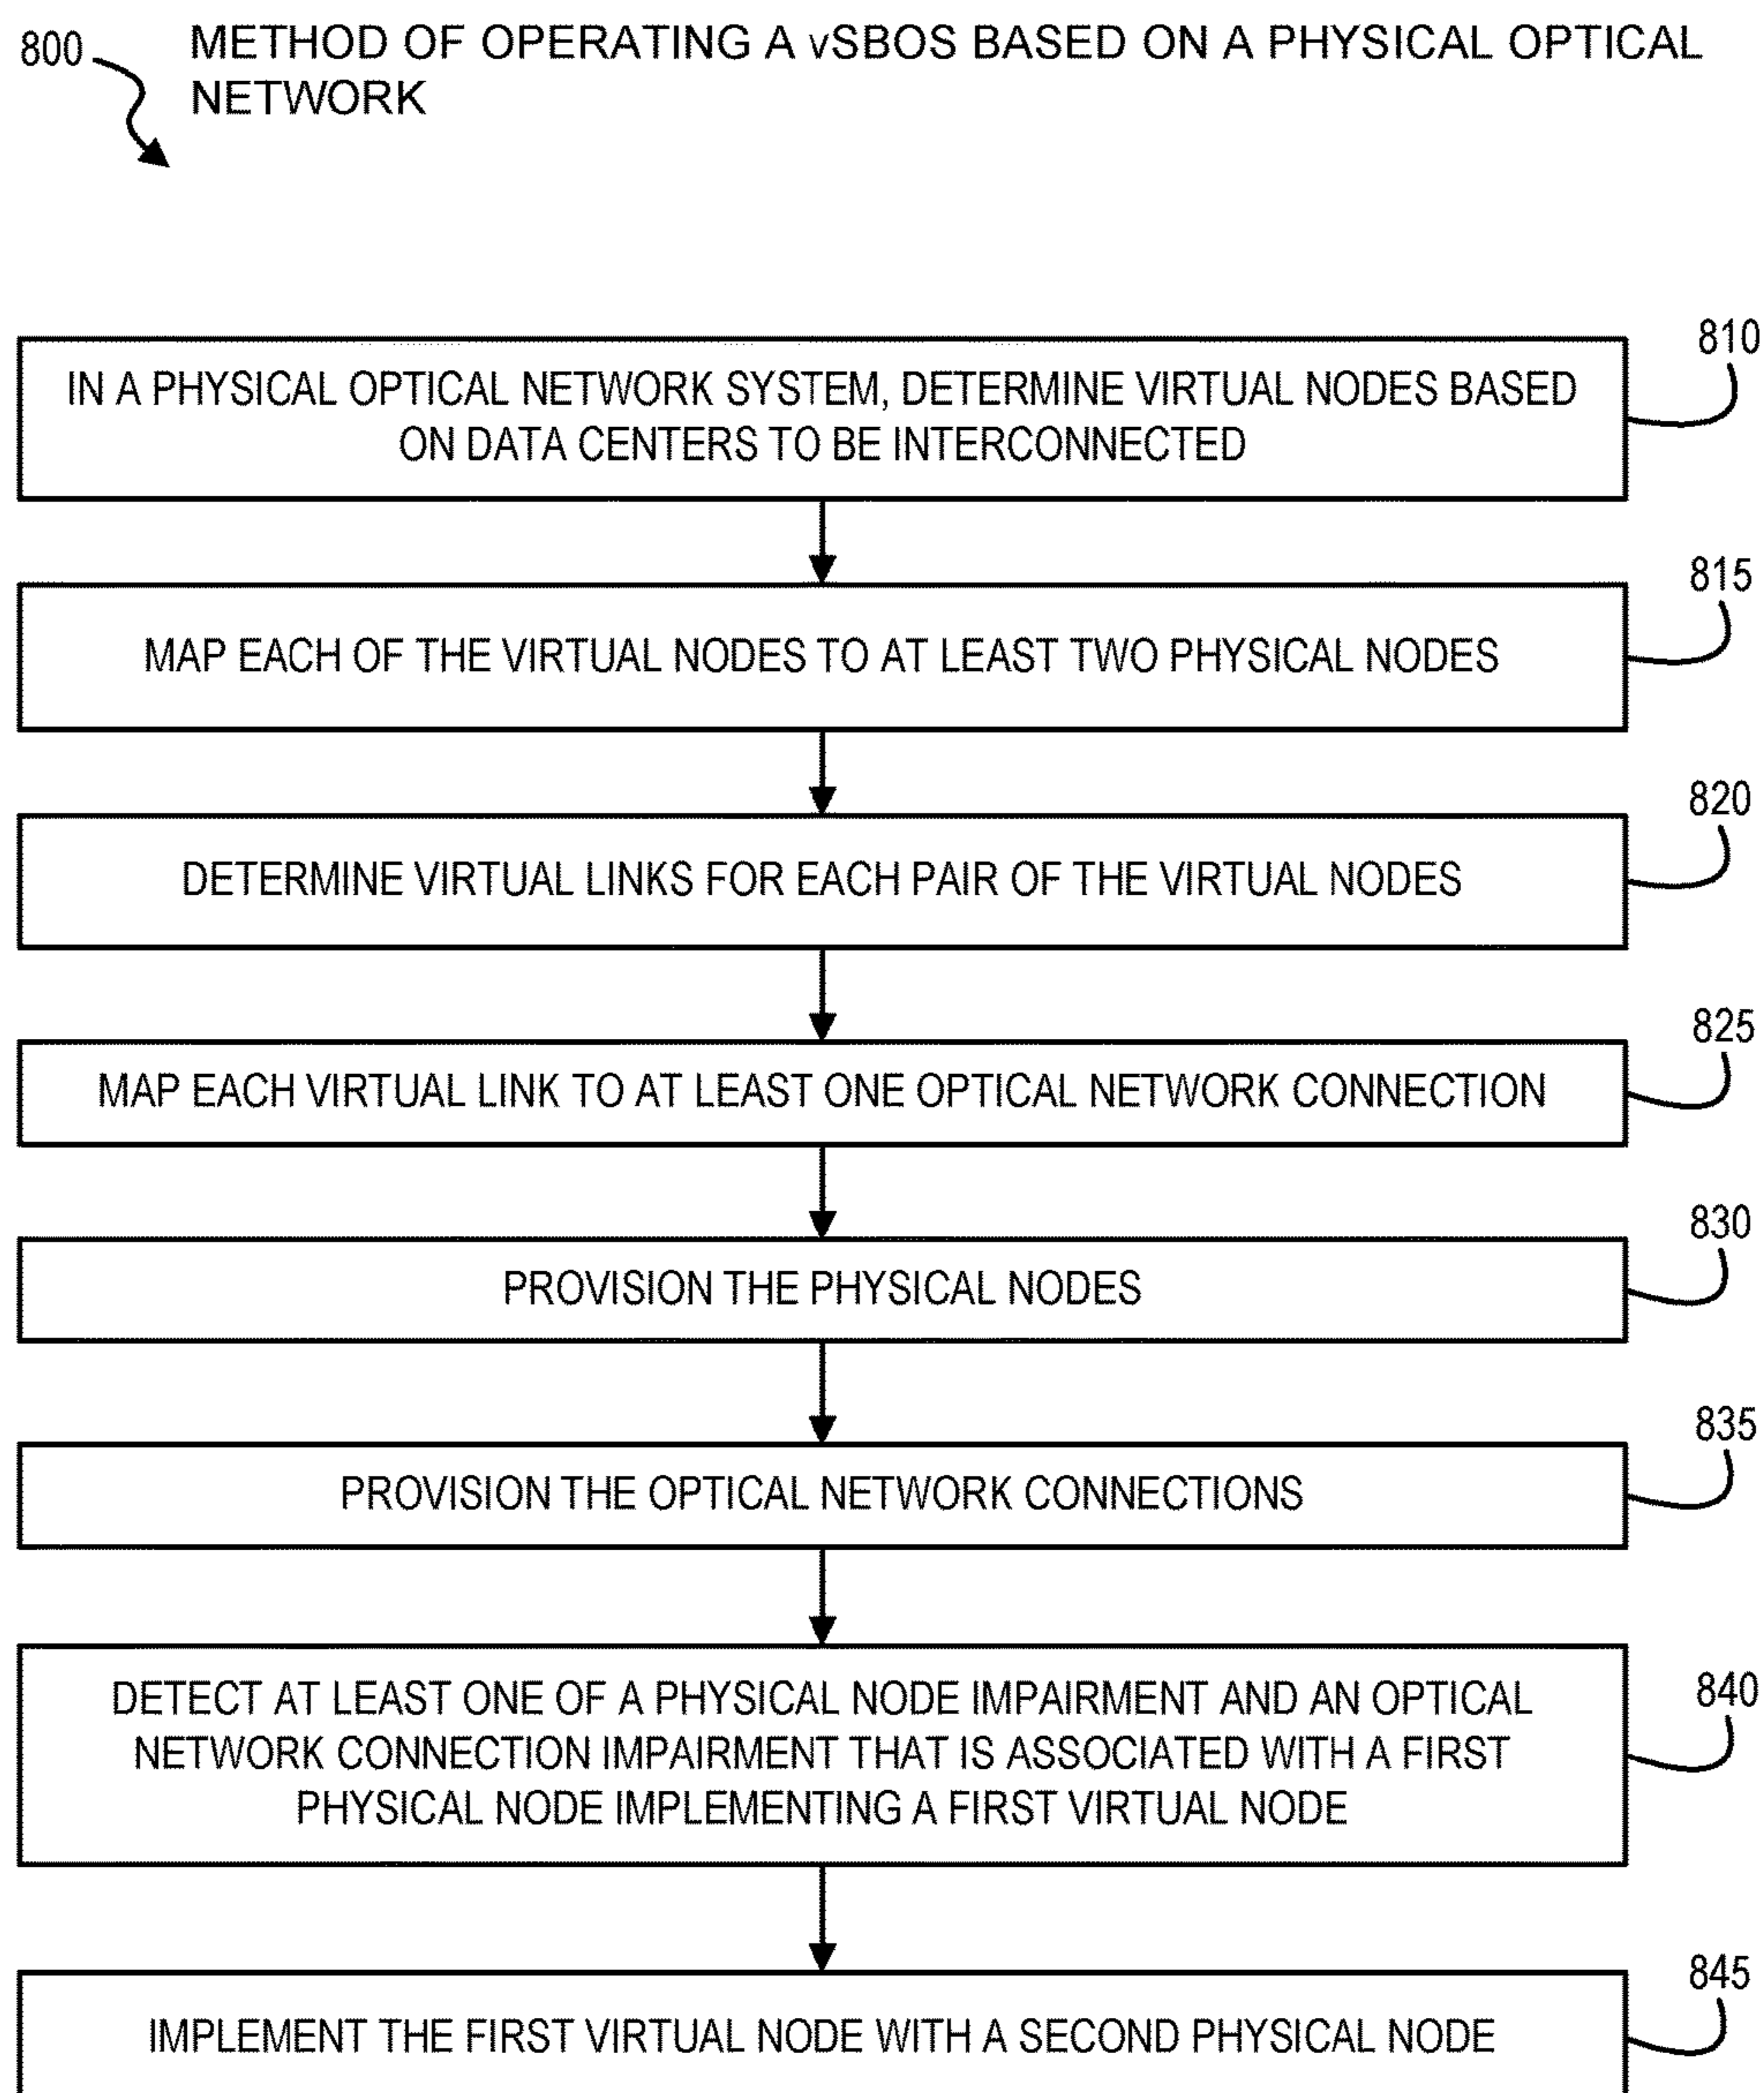 800
METHOD OF OPERATING A vSBOS BASED ON A PHYSICAL OPTICAL
NETWORK
810
IN A PHYSICAL OPTICAL NETWORK SYSTEM, DETERMINE VIRTUAL NODES BASED
ON DATA CENTERS TO BE INTERCONNECTED
815
MAP EACH OF THE VIRTUAL NODES TO AT LEAST TWO PHYSICAL NODES
820
DETERMINE VIRTUAL LINKS FOR EACH PAIR OF THE VIRTUAL NODES
825
MAP EACH VIRTUAL LINK TO AT LEAST ONE OPTICAL NETWORK CONNECTION
830
PROVISION THE PHYSICAL NODES
835
PROVISION THE OPTICAL NETWORK CONNECTIONS
840
DETECT AT LEAST ONE OF A PHYSICAL NODE IMPAIRMENT AND AN OPTICAL
NETWORK CONNECTION IMPAIRMENT THAT IS ASSOCIATED WITH A FIRST
PHYSICAL NODE IMPLEMENTING A FIRST VIRTUAL NODE
845
IMPLEMENT THE FIRST VIRTUAL NODE WITH A SECOND PHYSICAL NODE